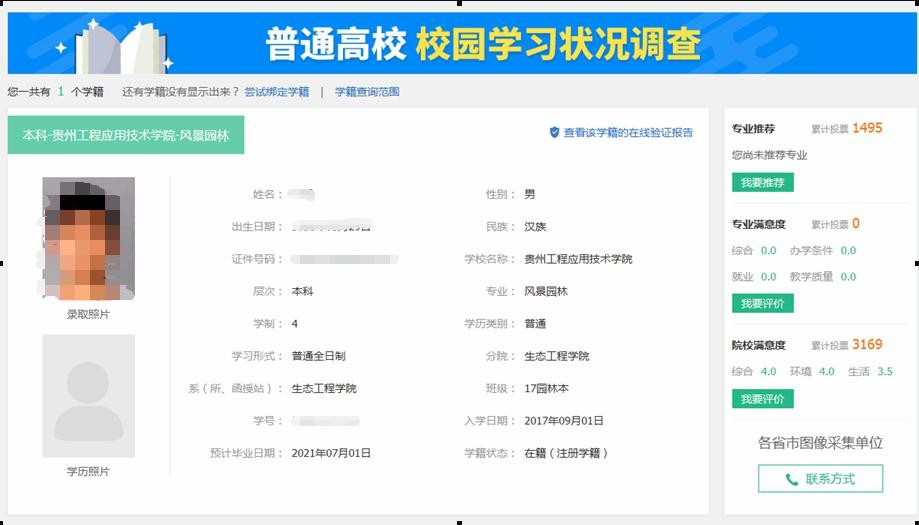 普通高校 校园学习状况调查
您一共有 1 个学籍 还有学籍没有显示出来？ 尝试绑定学籍 | 学籍查询范围
本科-贵州工程应用技术学院-风景园林
查看该学籍的在线验证报告
录取照片
学历照片
姓名：
性别： 男
出生日期：
民族： 汉族
证件号码：
学校名称： 贵州工程应用技术学院
层次： 本科
专业： 风景园林
学制： 4
学历类别： 普通
学习形式： 普通全日制
分院： 生态工程学院
系（所、函授站）： 生态工程学院
班级： 17园林本
学号：
入学日期： 2017年09月01日
预计毕业日期： 2021年07月01日
学籍状态： 在籍（注册学籍）
专业推荐 累计投票 1495
您尚未推荐专业
我要推荐
专业满意度 累计投票 0
综合 0.0 办学条件 0.0
就业 0.0 教学质量 0.0
我要评价
院校满意度 累计投票 3169
综合 4.0 环境 4.0 生活 3.5
我要评价
各省市图像采集单位
联系方式